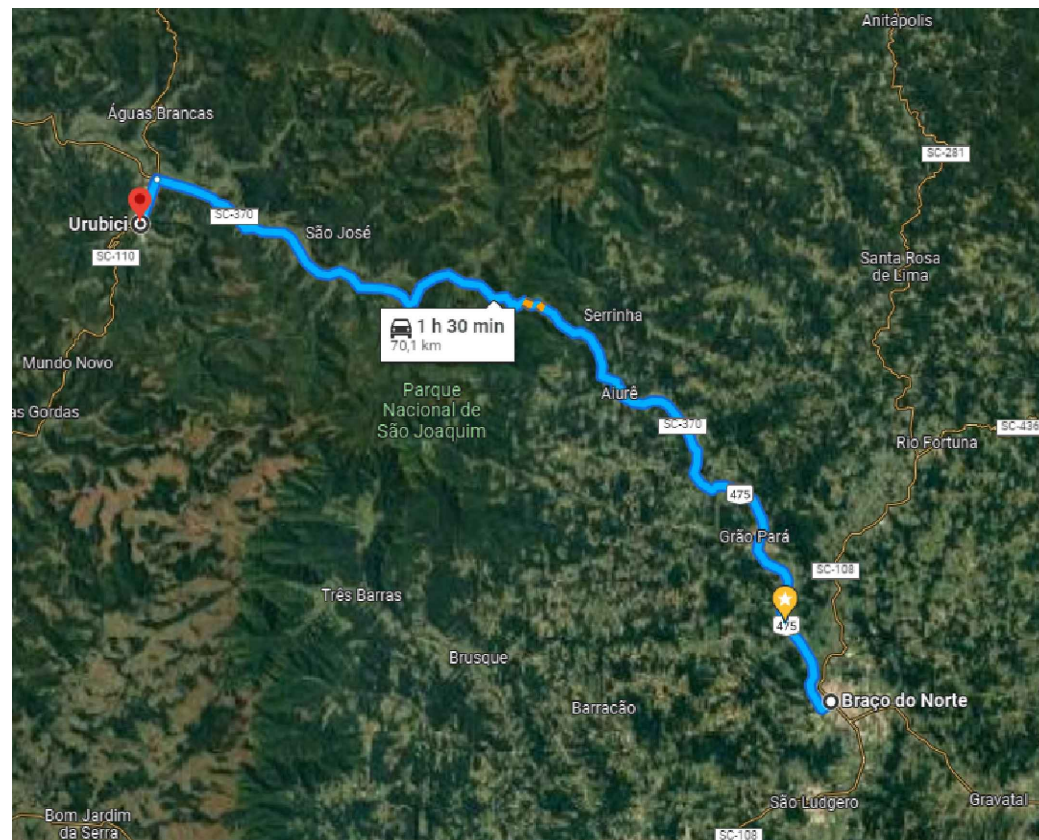 Anitápolis
Águas Brancas
SC-281
Urubici
SC-370
São José
SC-110
Santa Rosa
de Lima
Serrinha
1 h 30 min
70,1 km
Mundo Novo
Aiurê
Parque
Nacional de
São Joaquim
as Gordas
SC-370
SC-436
Rio Fortuna
475
Grão Pará
SC-108
Três Barras
475
Brusque
Braço do Norte
Barracão
São Ludgero
Gravatal
Bom Jardim
da Serra
SC-108